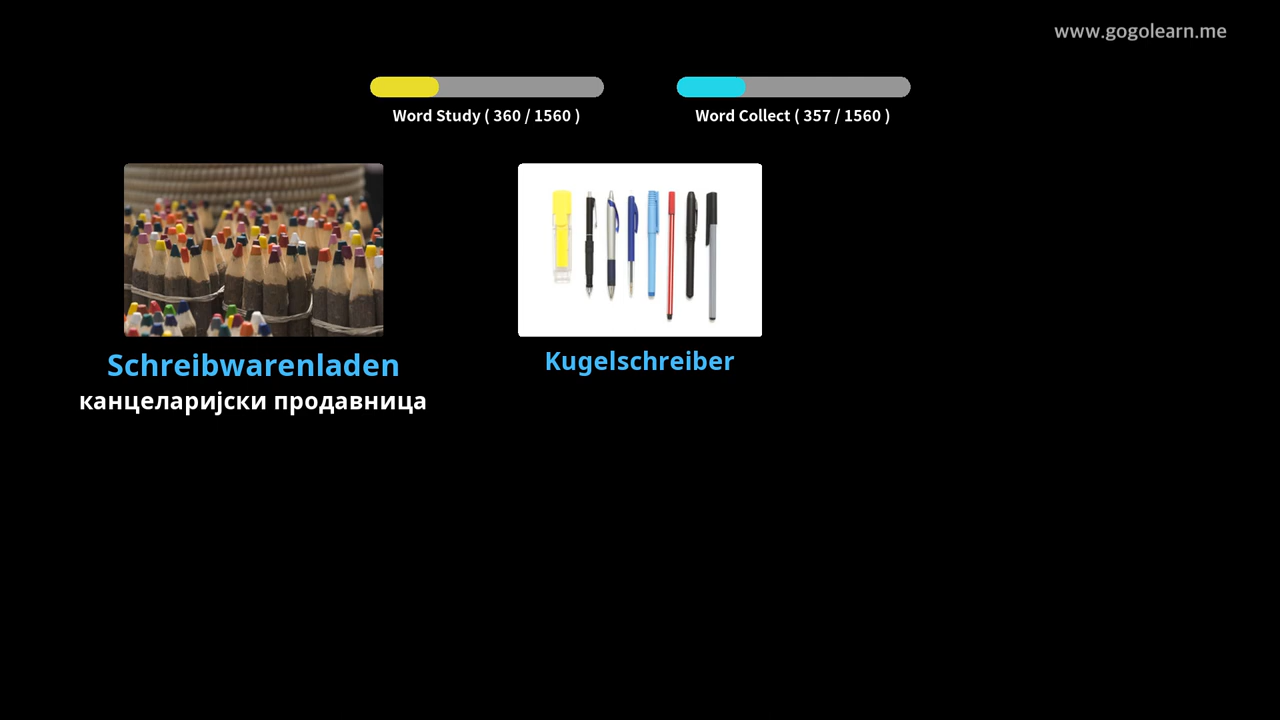 www.gogolearn.me
Word Study ( 360 / 1560 )
Word Collect ( 357 / 1560 )
Schreibwarenladen
канцеларијски продавница
Kugelschreiber